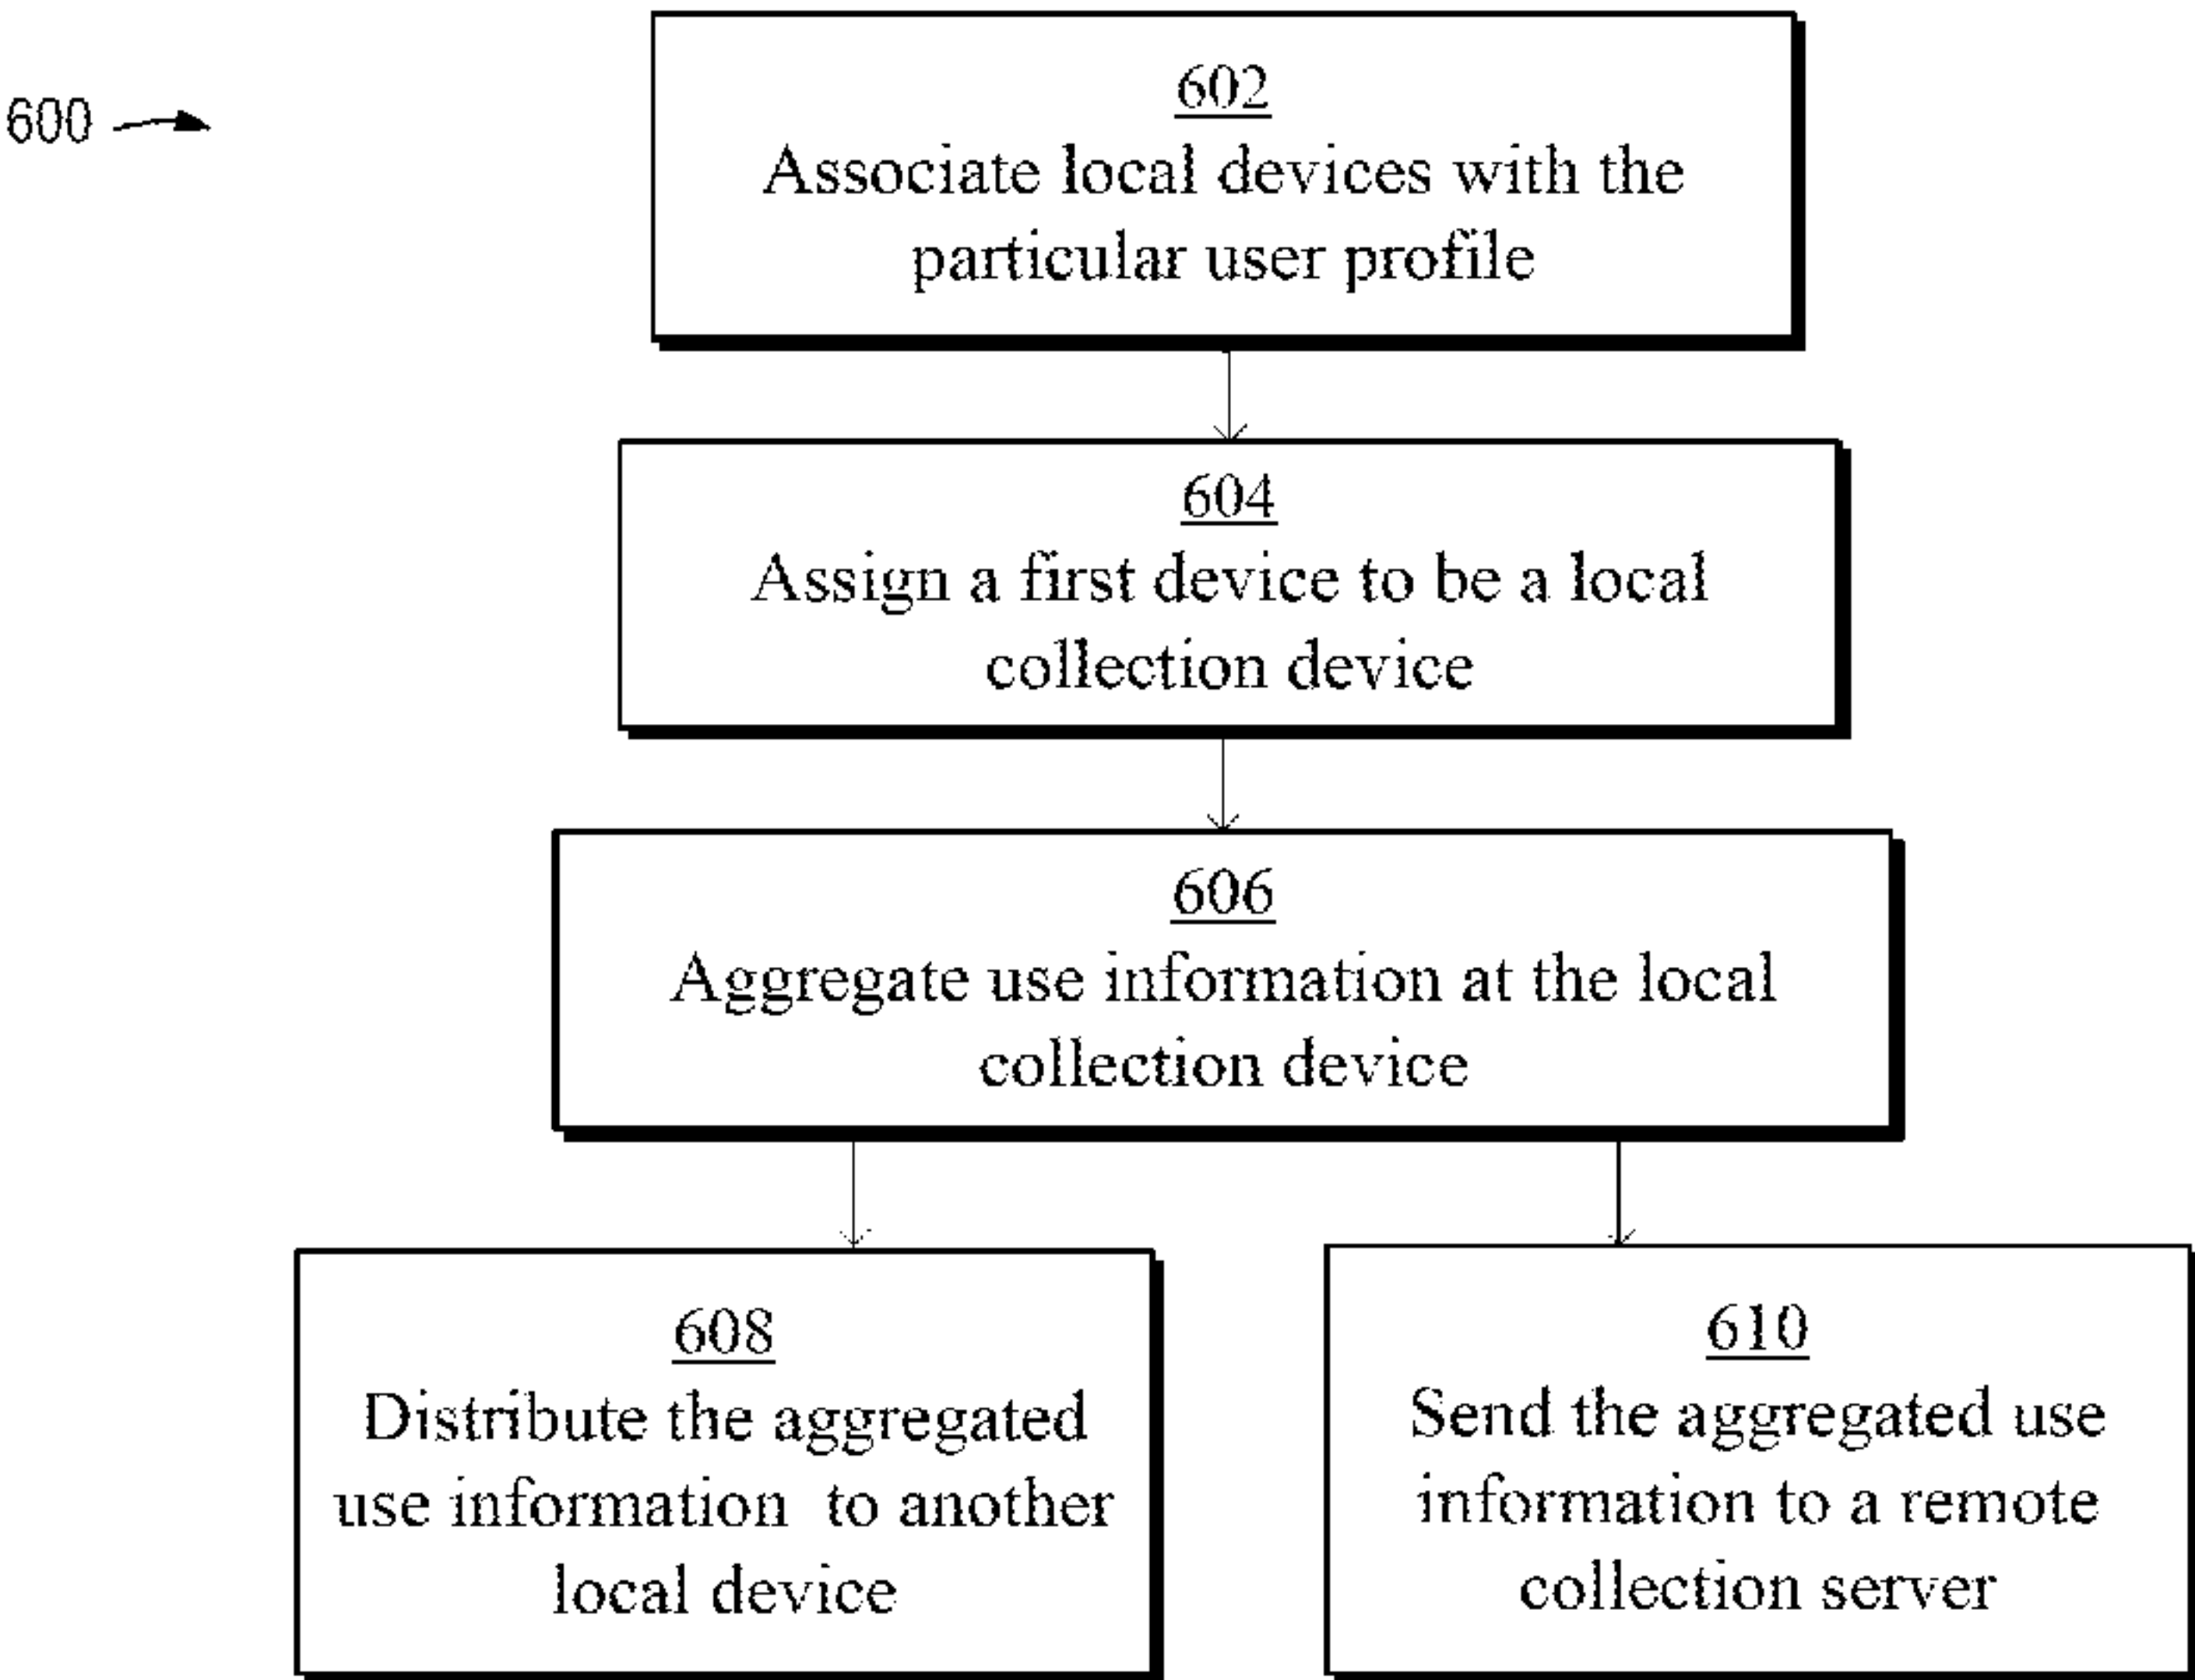 600
602
Associate local devices with the
particular user profile
604
Assign a first device to be a local
collection device
606
Aggregate use information at the local
collection device
608
Distribute the aggregated
use information to another
local device
610
Send the aggregated use
information to a remote
collection server